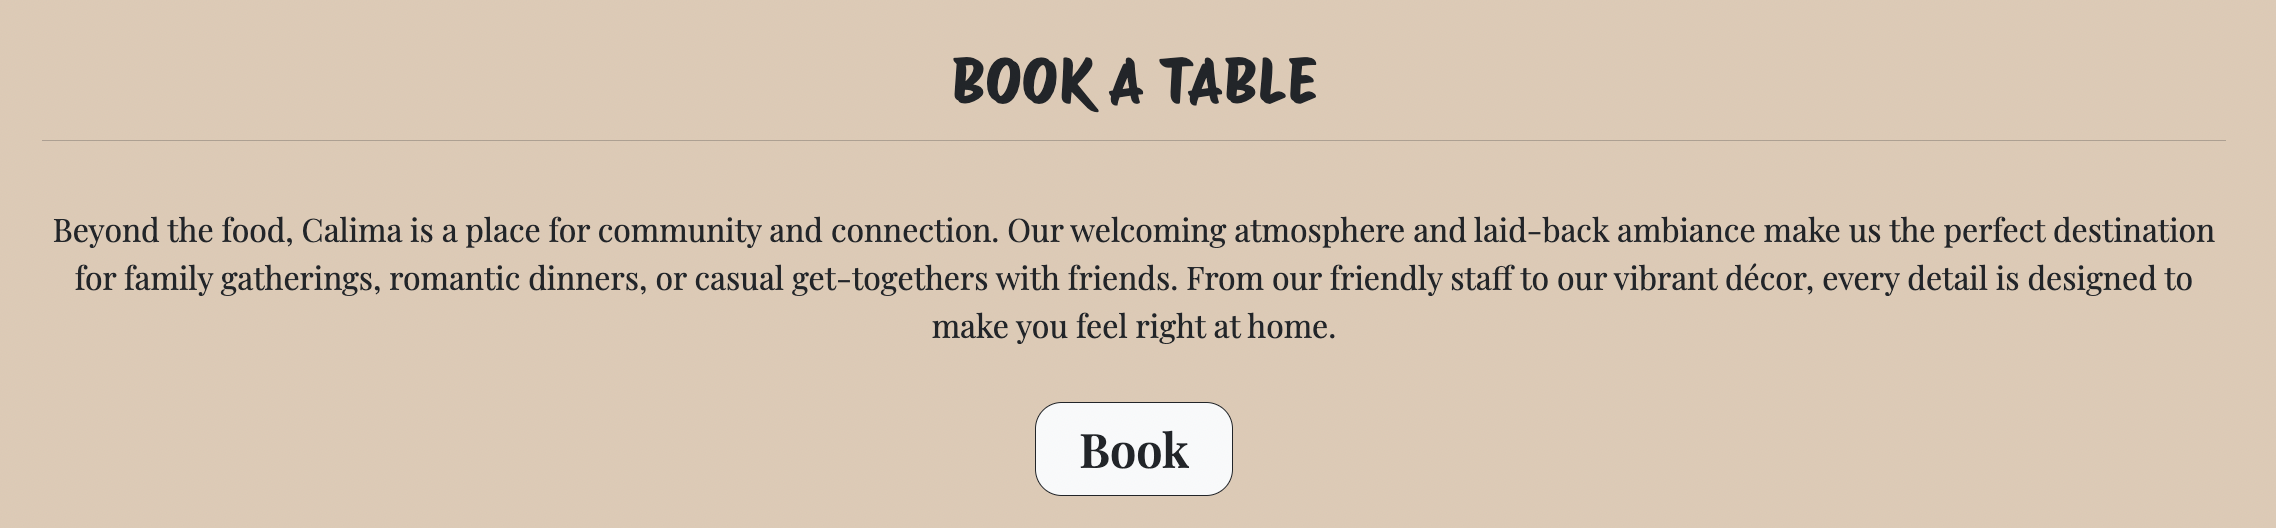 BOOK A TABLE
Beyond the food, Calima is a place for community and connection. Our welcoming atmosphere and laid-back ambiance make us the perfect destination
for family gatherings, romantic dinners, or casual get-togethers with friends. From our friendly staff to our vibrant décor, every detail is designed to
make you feel right at home.
Book